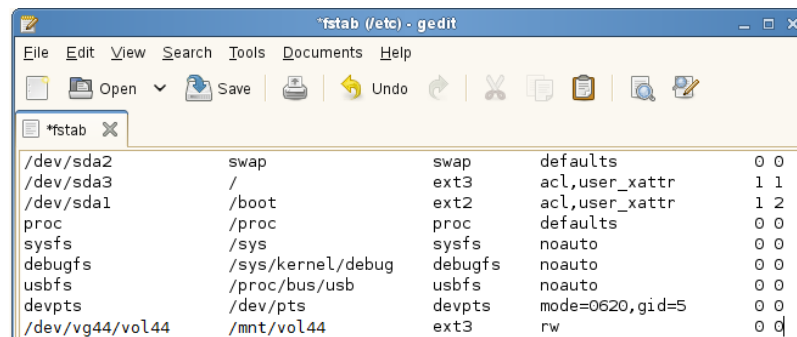 *fstab (/etc) - gedit
File Edit View Search Tools Documents Help
Open Save Undo
*fstab
/dev/sda2 swap swap defaults 0 0
/dev/sda3 / ext3 acl,user_xattr 1 1
/dev/sda1 /boot ext2 acl,user_xattr 1 2
proc /proc proc defaults 0 0
sysfs /sys sysfs noauto 0 0
debugfs /sys/kernel/debug debugfs noauto 0 0
usbfs /proc/bus/usb usbfs noauto 0 0
devpts /dev/pts devpts mode=0620,gid=5 0 0
/dev/vg44/vol44 /mnt/vol44 ext3 rw 0 0